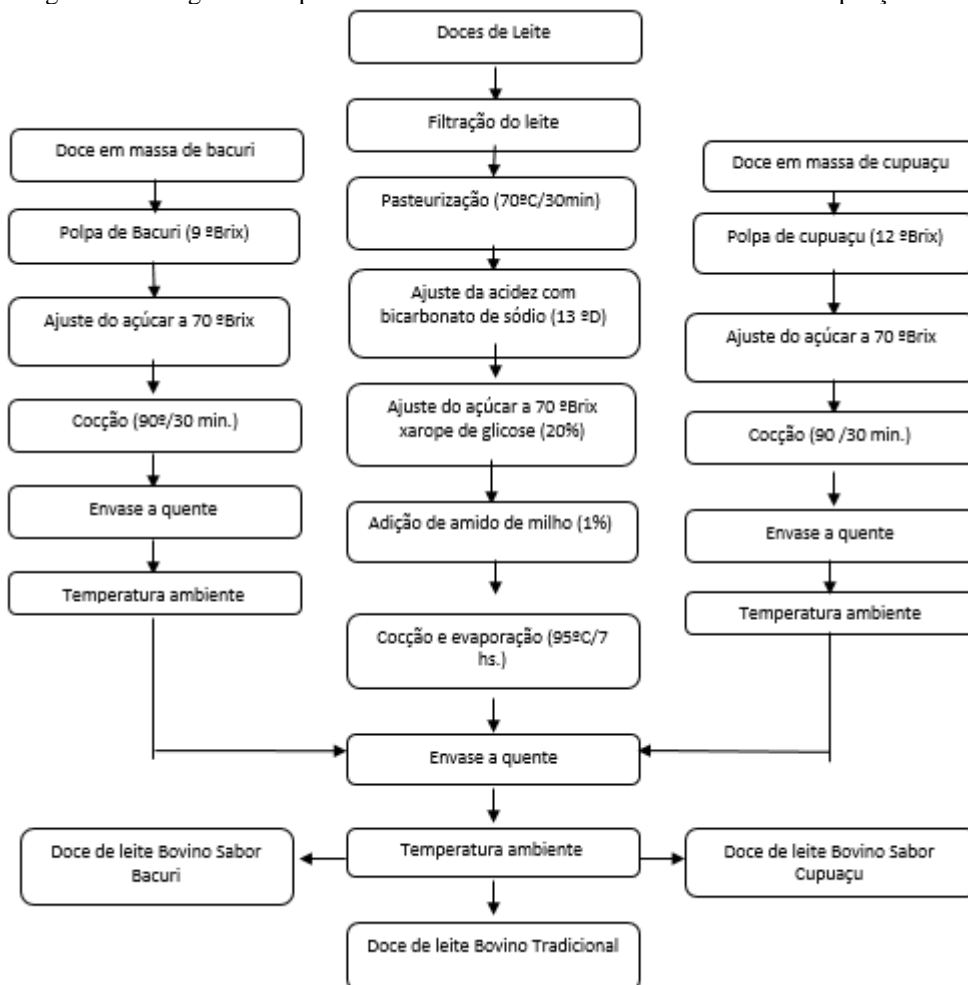 Doces de Leite
Filtração do leite
Pasteurização (70ºC/30min)
Ajuste da acidez com
bicarbonato de sódio (13 ºD)
Ajuste do açúcar a 70 ºBrix
xarope de glicose (20%)
Adição de amido de milho (1%)
Cocção e evaporação (95ºC/7
hs.)
Doce em massa de bacuri
Polpa de Bacuri (9 ºBrix)
Ajuste do açúcar a 70 ºBrix
Cocção (90º/30 min.)
Envase a quente
Temperatura ambiente
Doce em massa de cupuaçu
Polpa de cupuaçu (12 ºBrix)
Ajuste do açúcar a 70 ºBrix
Cocção (90 /30 min.)
Envase a quente
Temperatura ambiente
Envase a quente
Doce de leite Bovino Sabor
Bacuri
Temperatura ambiente
Doce de leite Bovino Sabor
Cupuaçu
Doce de leite Bovino Tradicional